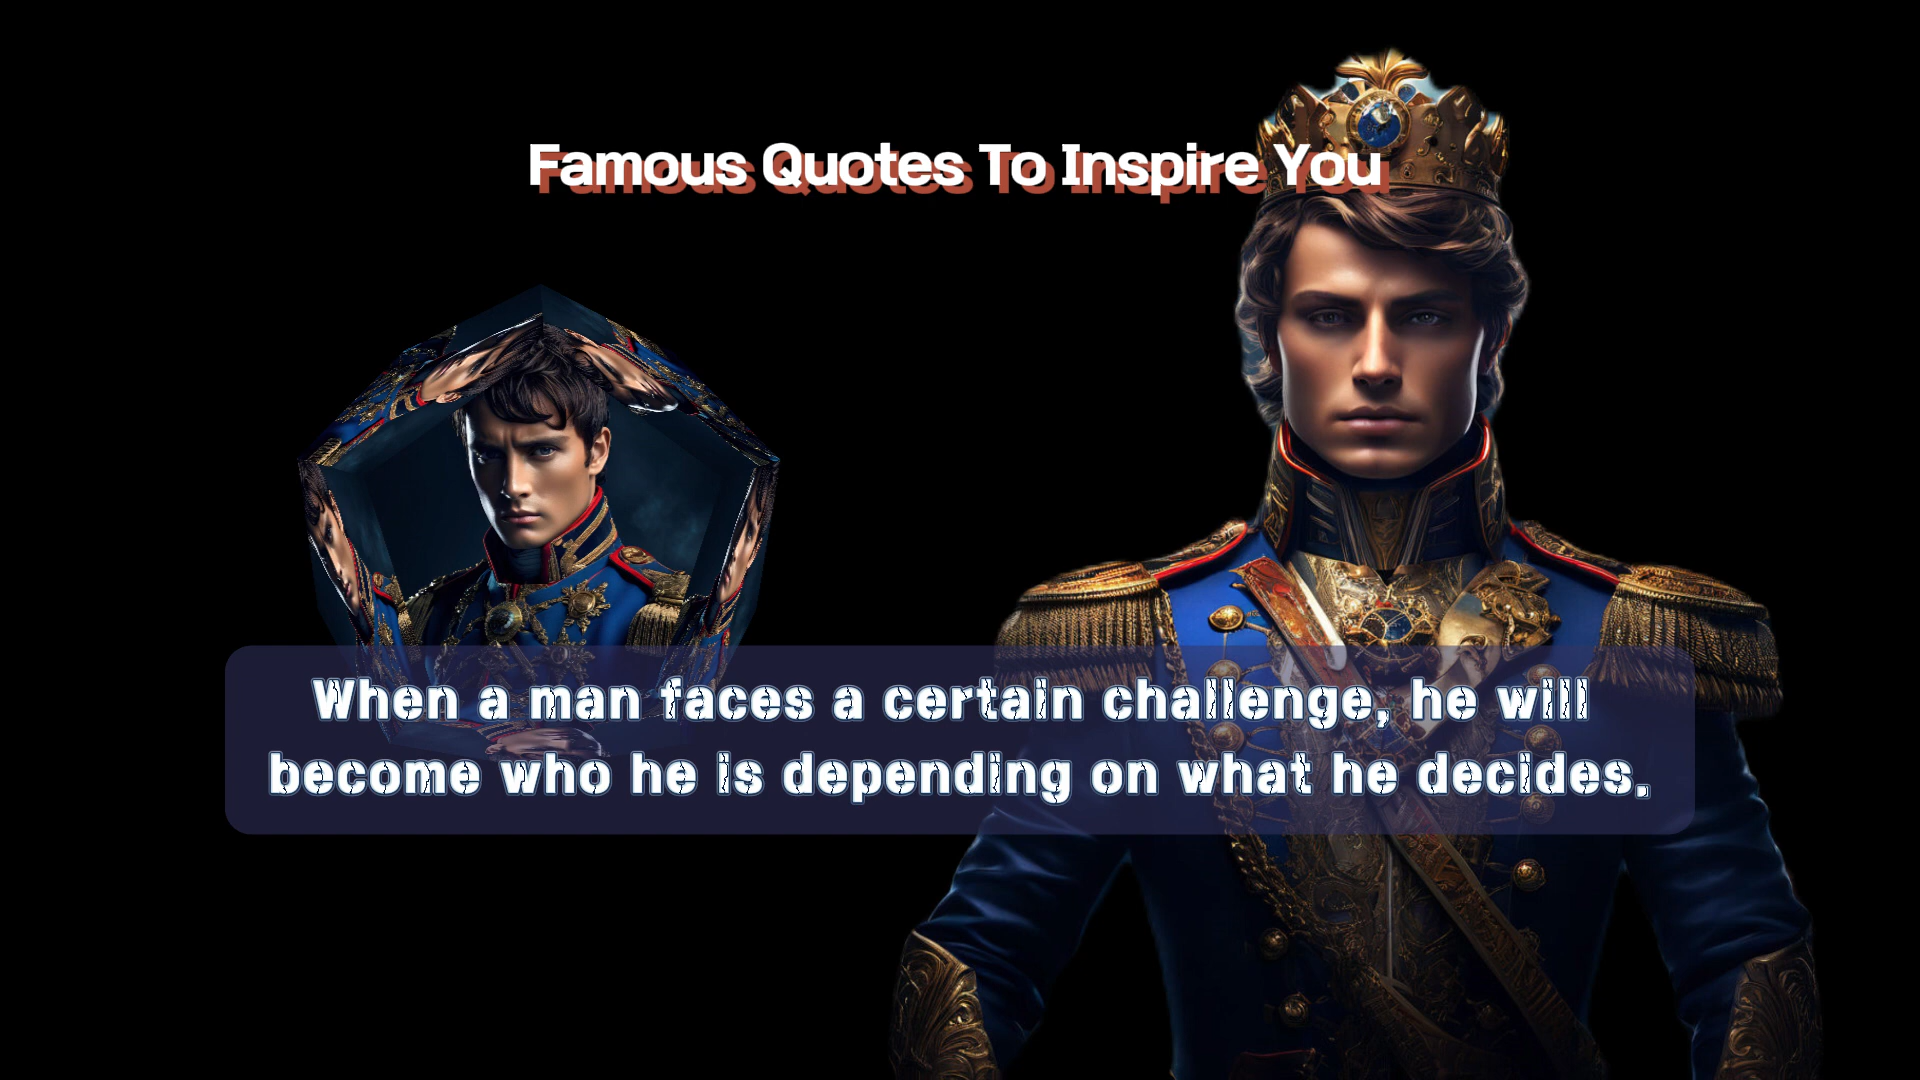 Famous Quotes To Inspire You
When a man faces a certain challenge, he will
become who he is depending on what he decides.